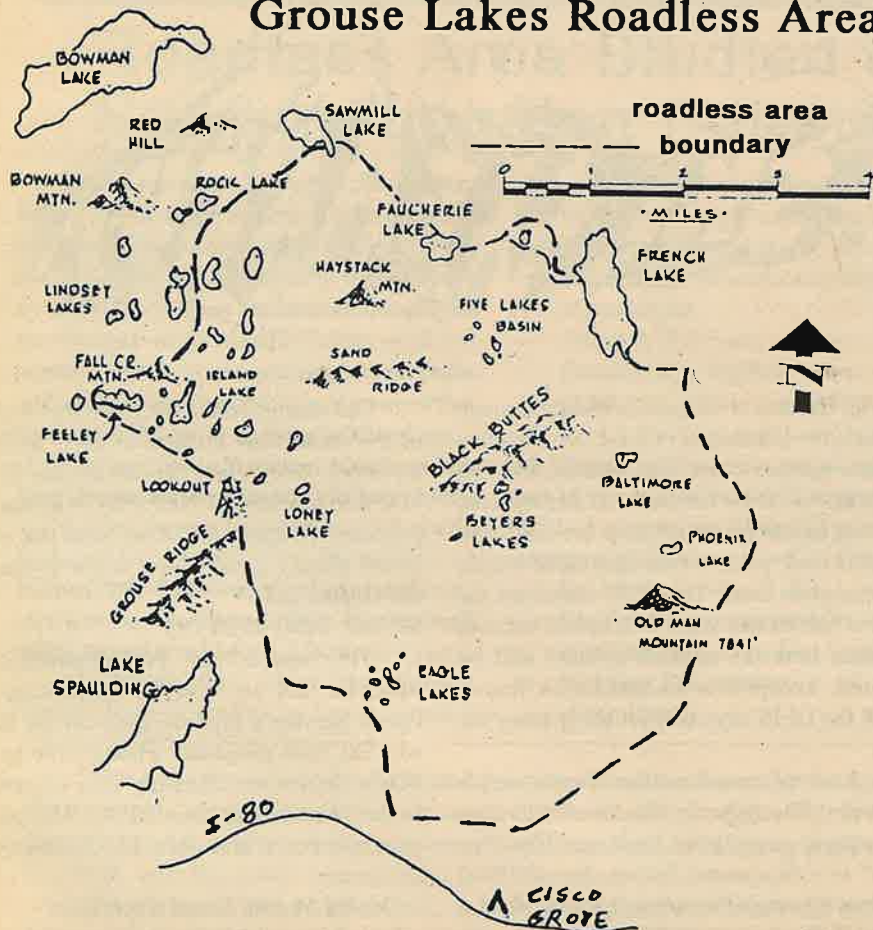 Grouse Lakes Roadless Area
BOWMAN
LAKE
RED
HILL
SAWMILL
LAKE
roadless area
boundary
BOWMAN
MTN.
ROCK LAKE
0 1 2 3 4
• MILES •
FAUCHERIE
LAKE
FRENCH
LAKE
HAYSTACK
MTN.
LINDSEY
LAKES
FIVE LAKES
BASIN
FALL CR.
MTN.
ISLAND
LAKE
SAND
RIDGE
N
FEELEY
LAKE
BLACK BUTTES
LOOKOUT
LONEY
LAKE
BEYERS
LAKES
BALTIMORE
LAKE
PHOENIX
LAKE
GROUSE RIDGE
OLD MAN
MOUNTAIN 7841'
LAKE
SPAULDING
EAGLE
LAKES
I-80
CISCO
GROVE